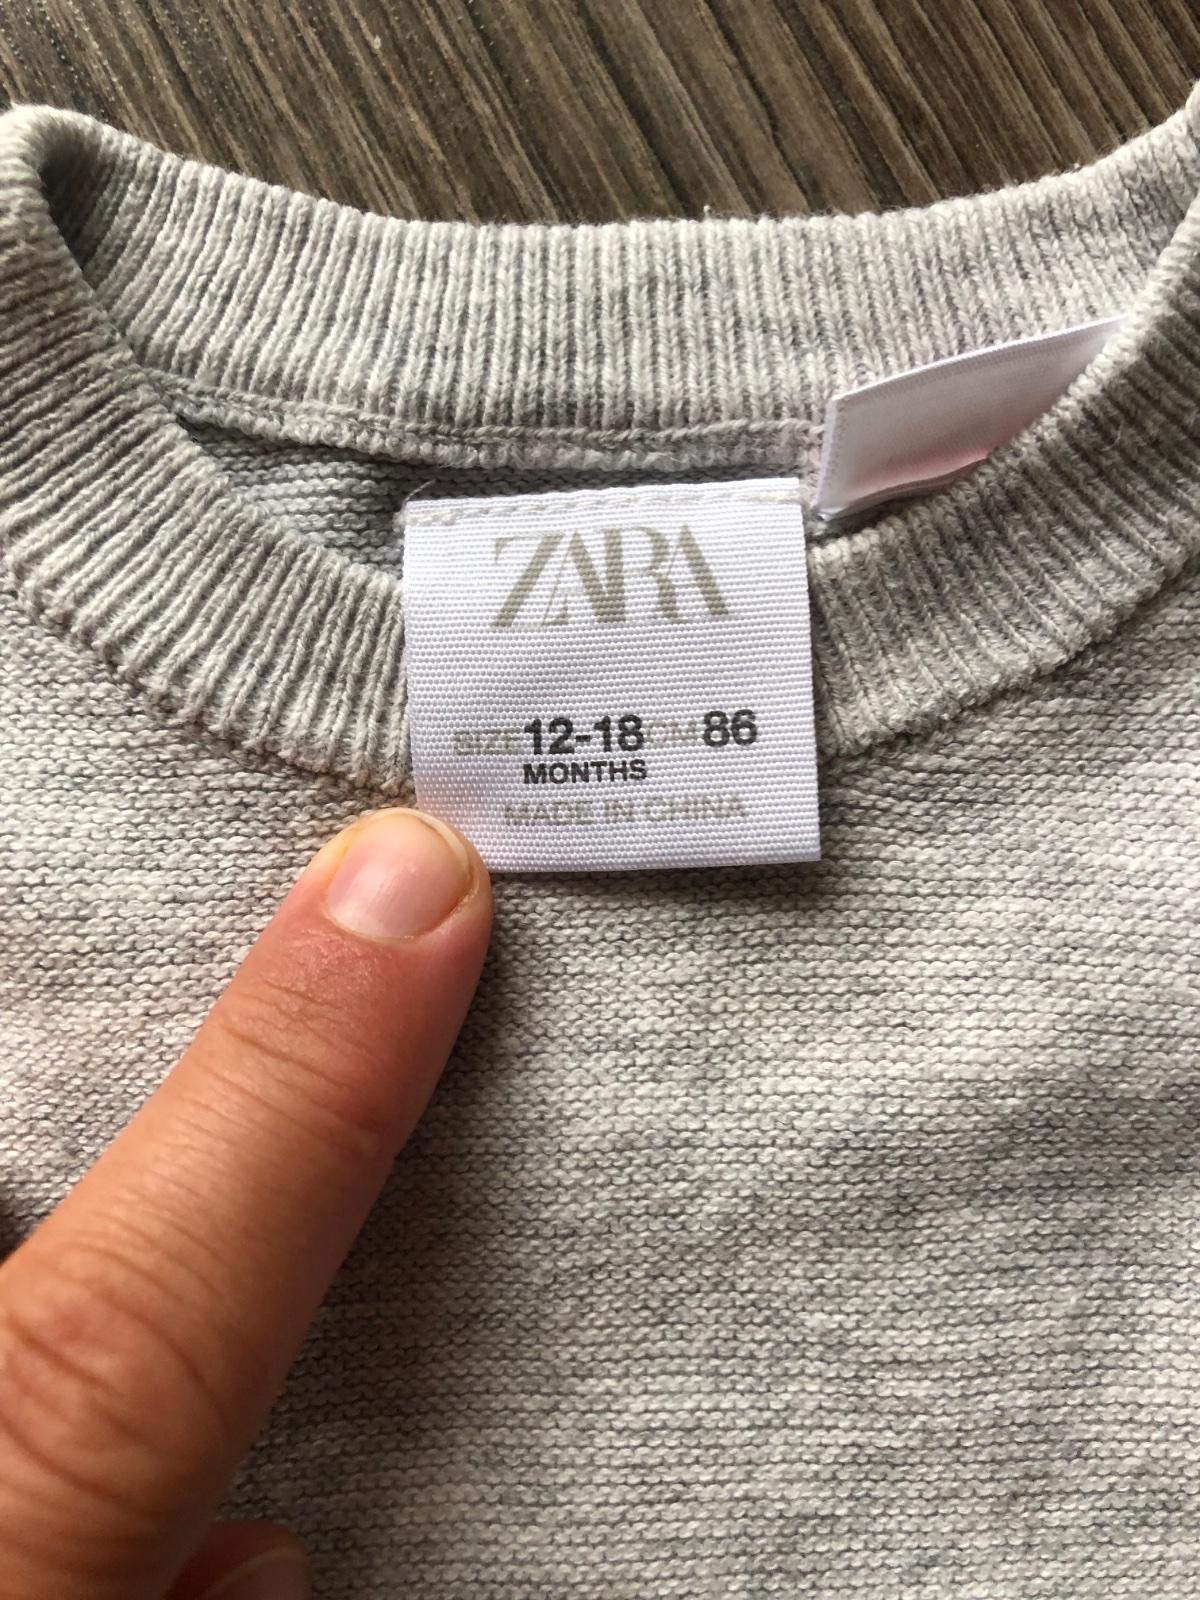 ZARA
SIZE 12-18 CM 86
MONTHS
MADE IN CHINA